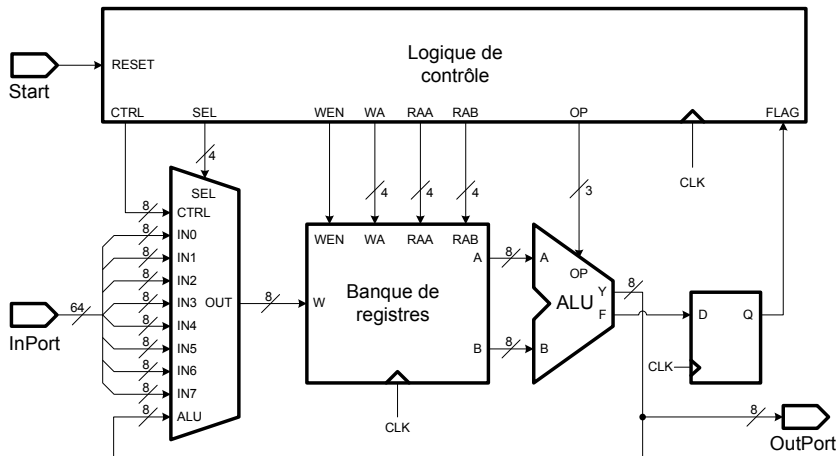 Logique de
contrôle
RESET
Start
CTRL SEL WEN WA RAA RAB OP FLAG
CLK
4
4
4
4
3
SEL
8 CTRL
8 IN0
8 IN1
8 IN2
8 IN3
8 IN4
8 IN5
8 IN6
8 IN7
8 ALU
OUT
64
InPort
8
WEN WA RAA RAB
W
Banque de
registres
A
B
CLK
8
8
A
B
OP
ALU
Y
F
8
D Q
CLK
8
OutPort